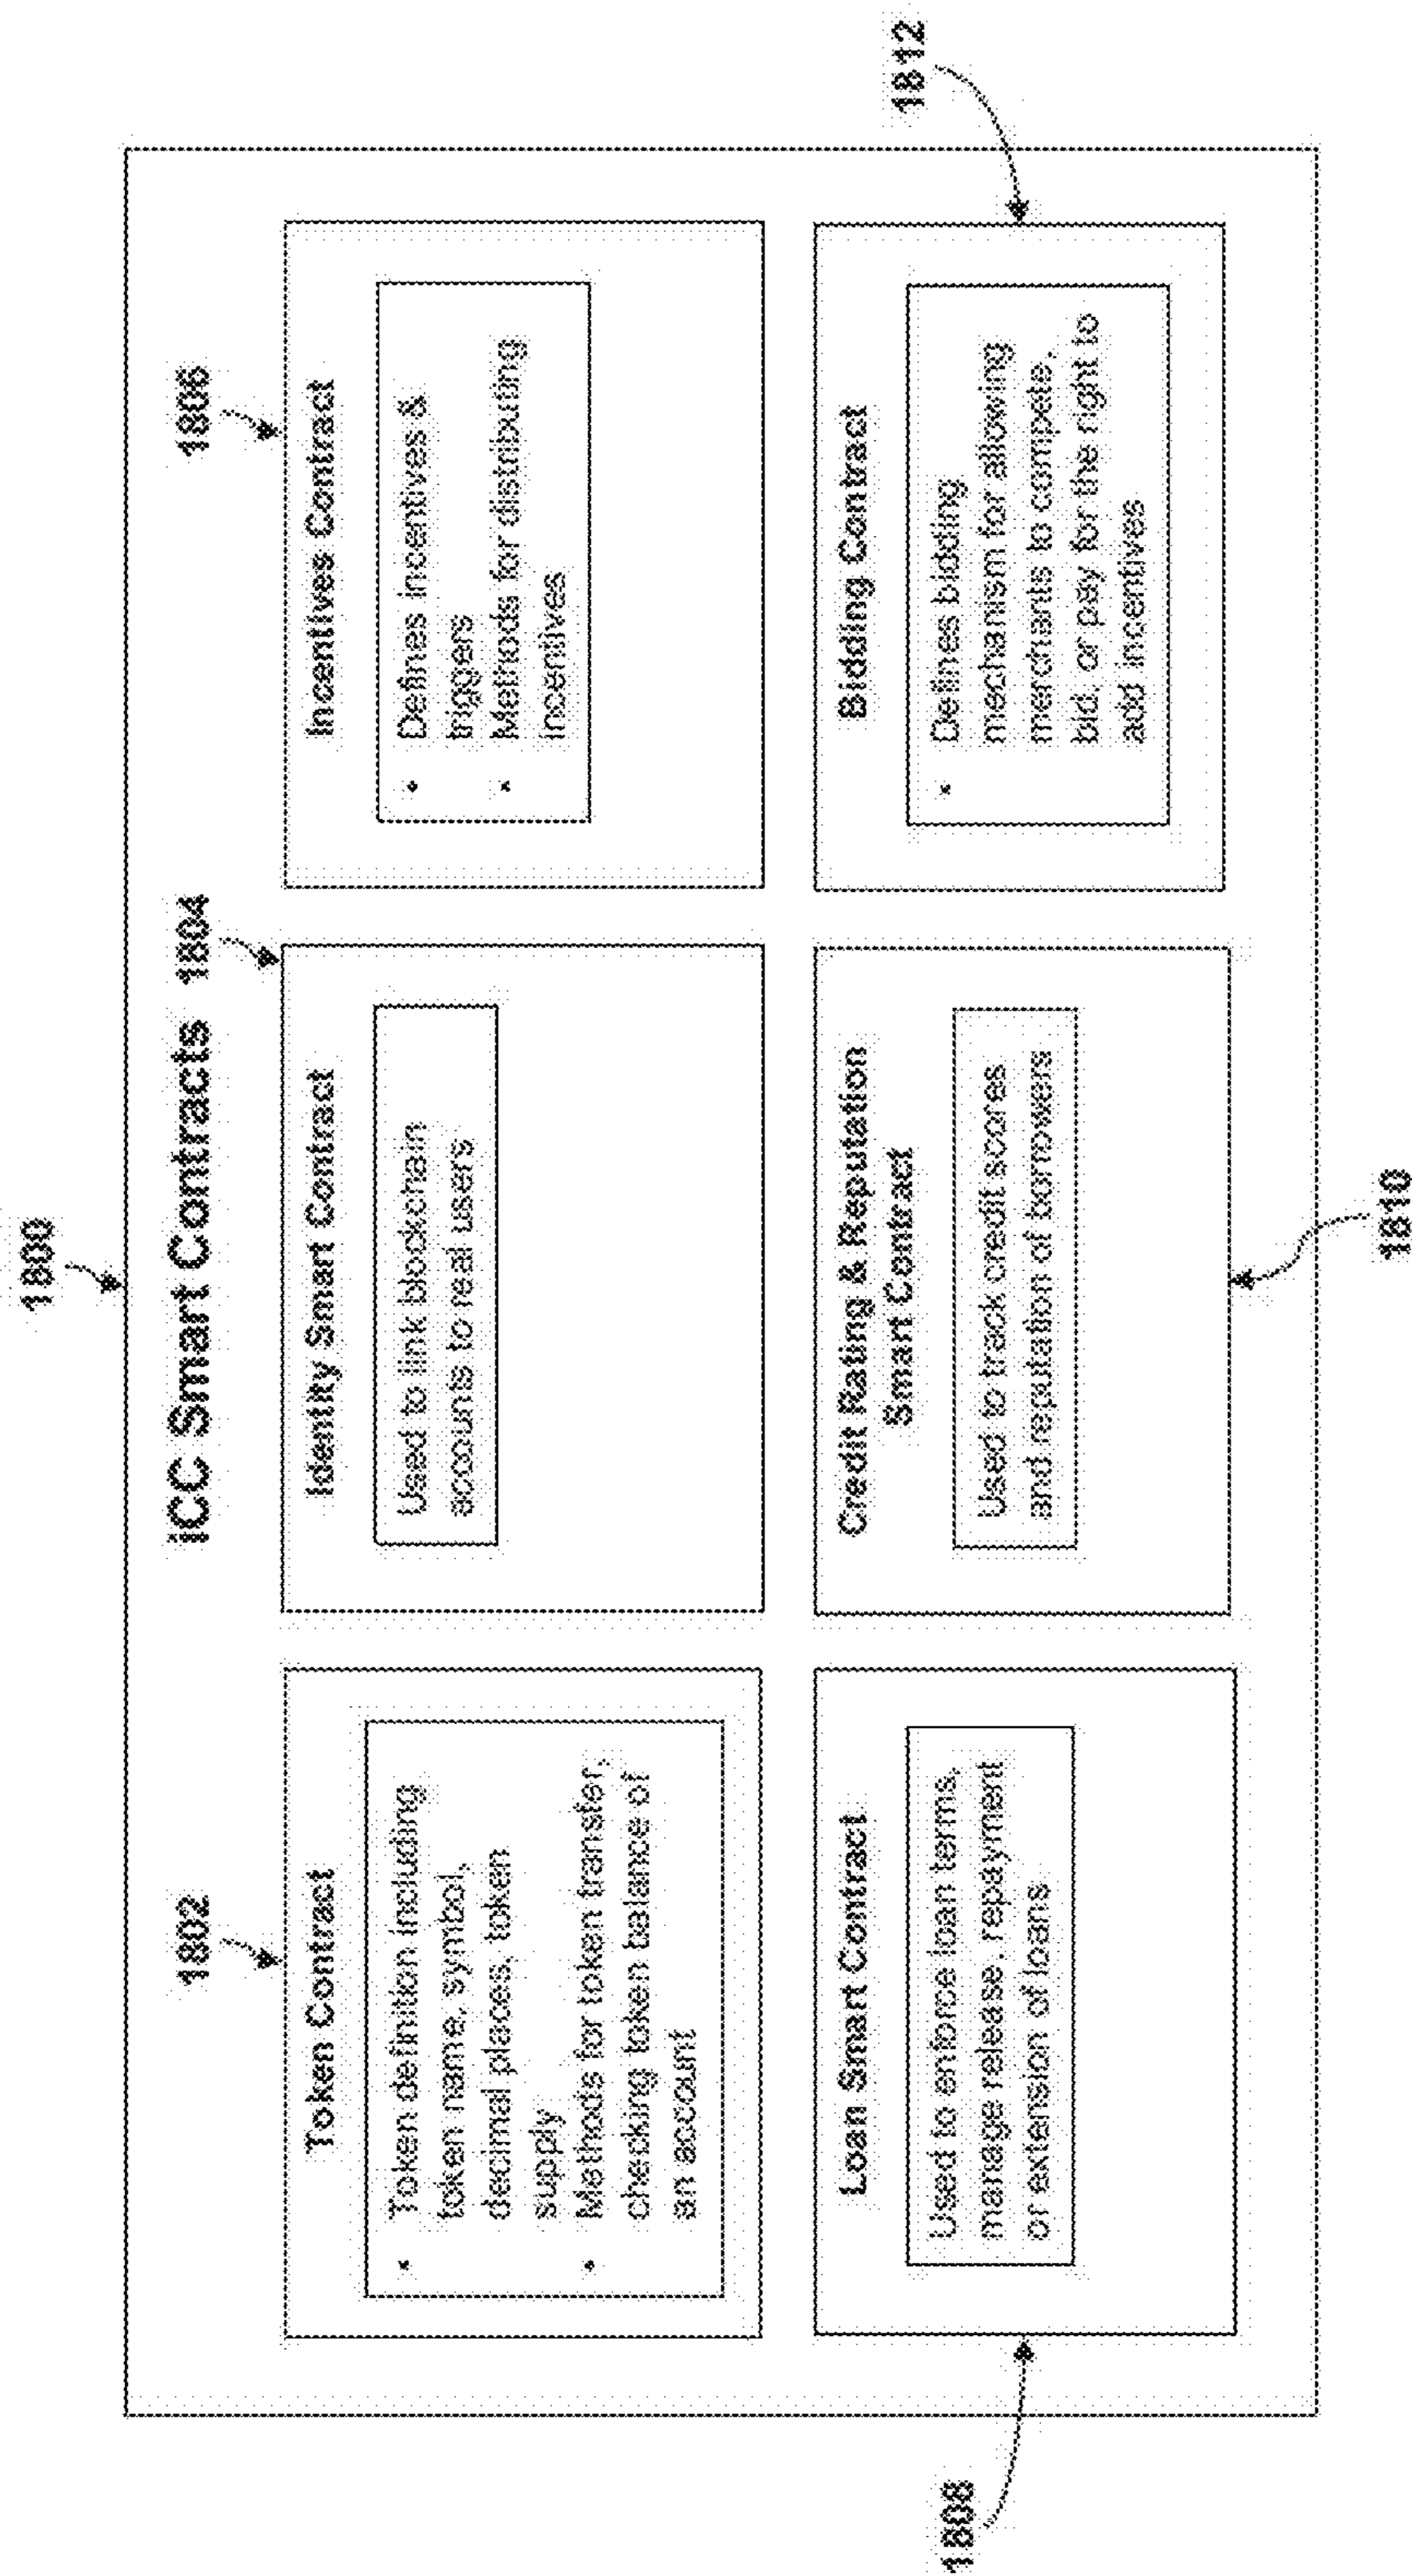 1800
iCC Smart Contracts
1802
Token Contract
• Token definition including
token name, symbol,
decimal places, token
supply
• Methods for token transfer,
checking token balance of
an account
1804
Identity Smart Contract
Used to link blockchain
accounts to real users
1806
Incentives Contract
• Defines incentives &
triggers
• Methods for distributing
incentives
1808
Loan Smart Contract
Used to enforce loan terms,
manage release, repayment
or extension of loans
1810
Credit Rating & Reputation
Smart Contract
Used to track credit scores
and reputation of borrowers
1812
Bidding Contract
• Defines bidding
mechanism for allowing
merchants to compete,
bid, or pay for the right to
add incentives